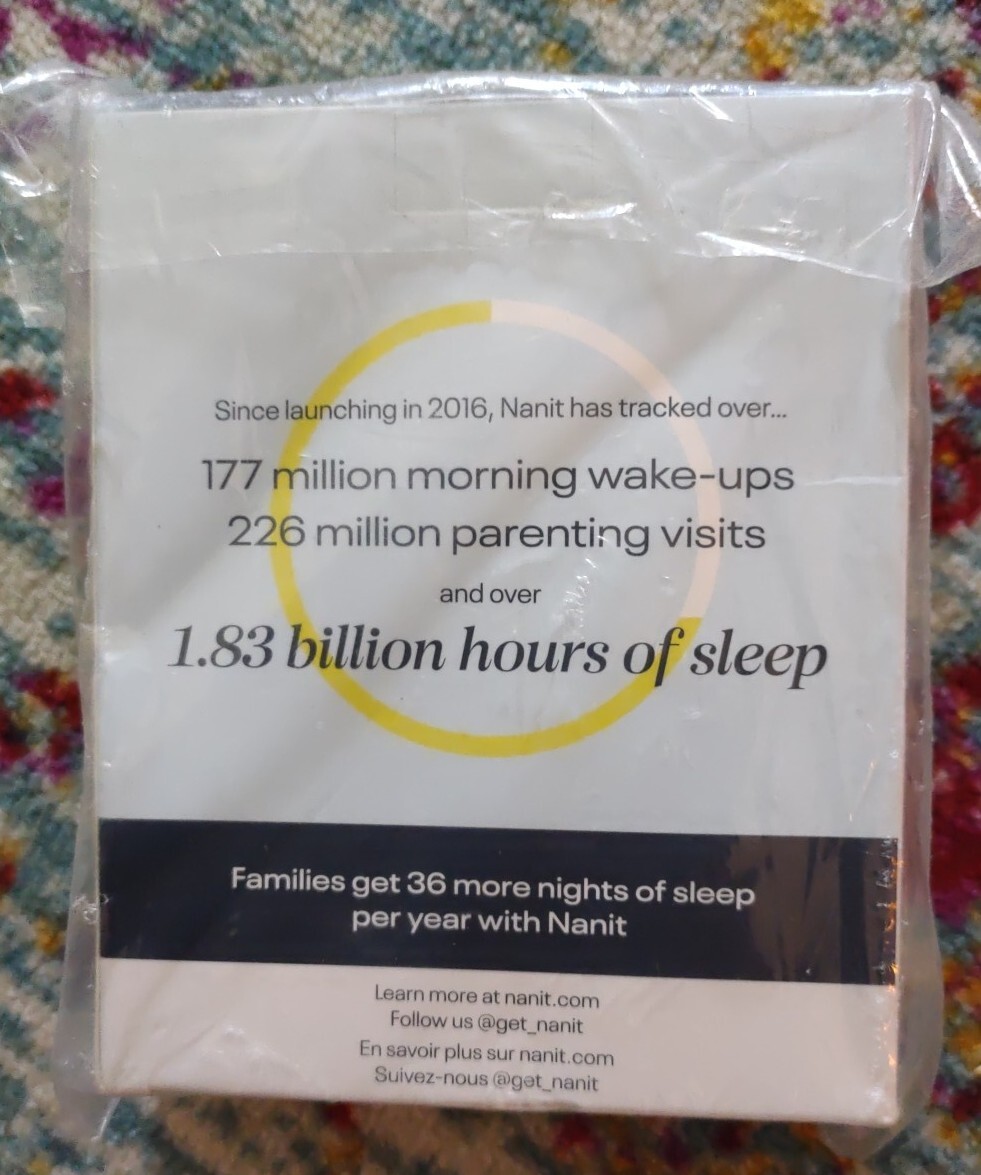 Since launching in 2016, Nanit has tracked over...
177 million morning wake-ups
226 million parenting visits
and over
1.83 billion hours of sleep
Families get 36 more nights of sleep
per year with Nanit
Learn more at nanit.com
Follow us @get_nanit
En savoir plus sur nanit.com
Suivez-nous @get_nanit